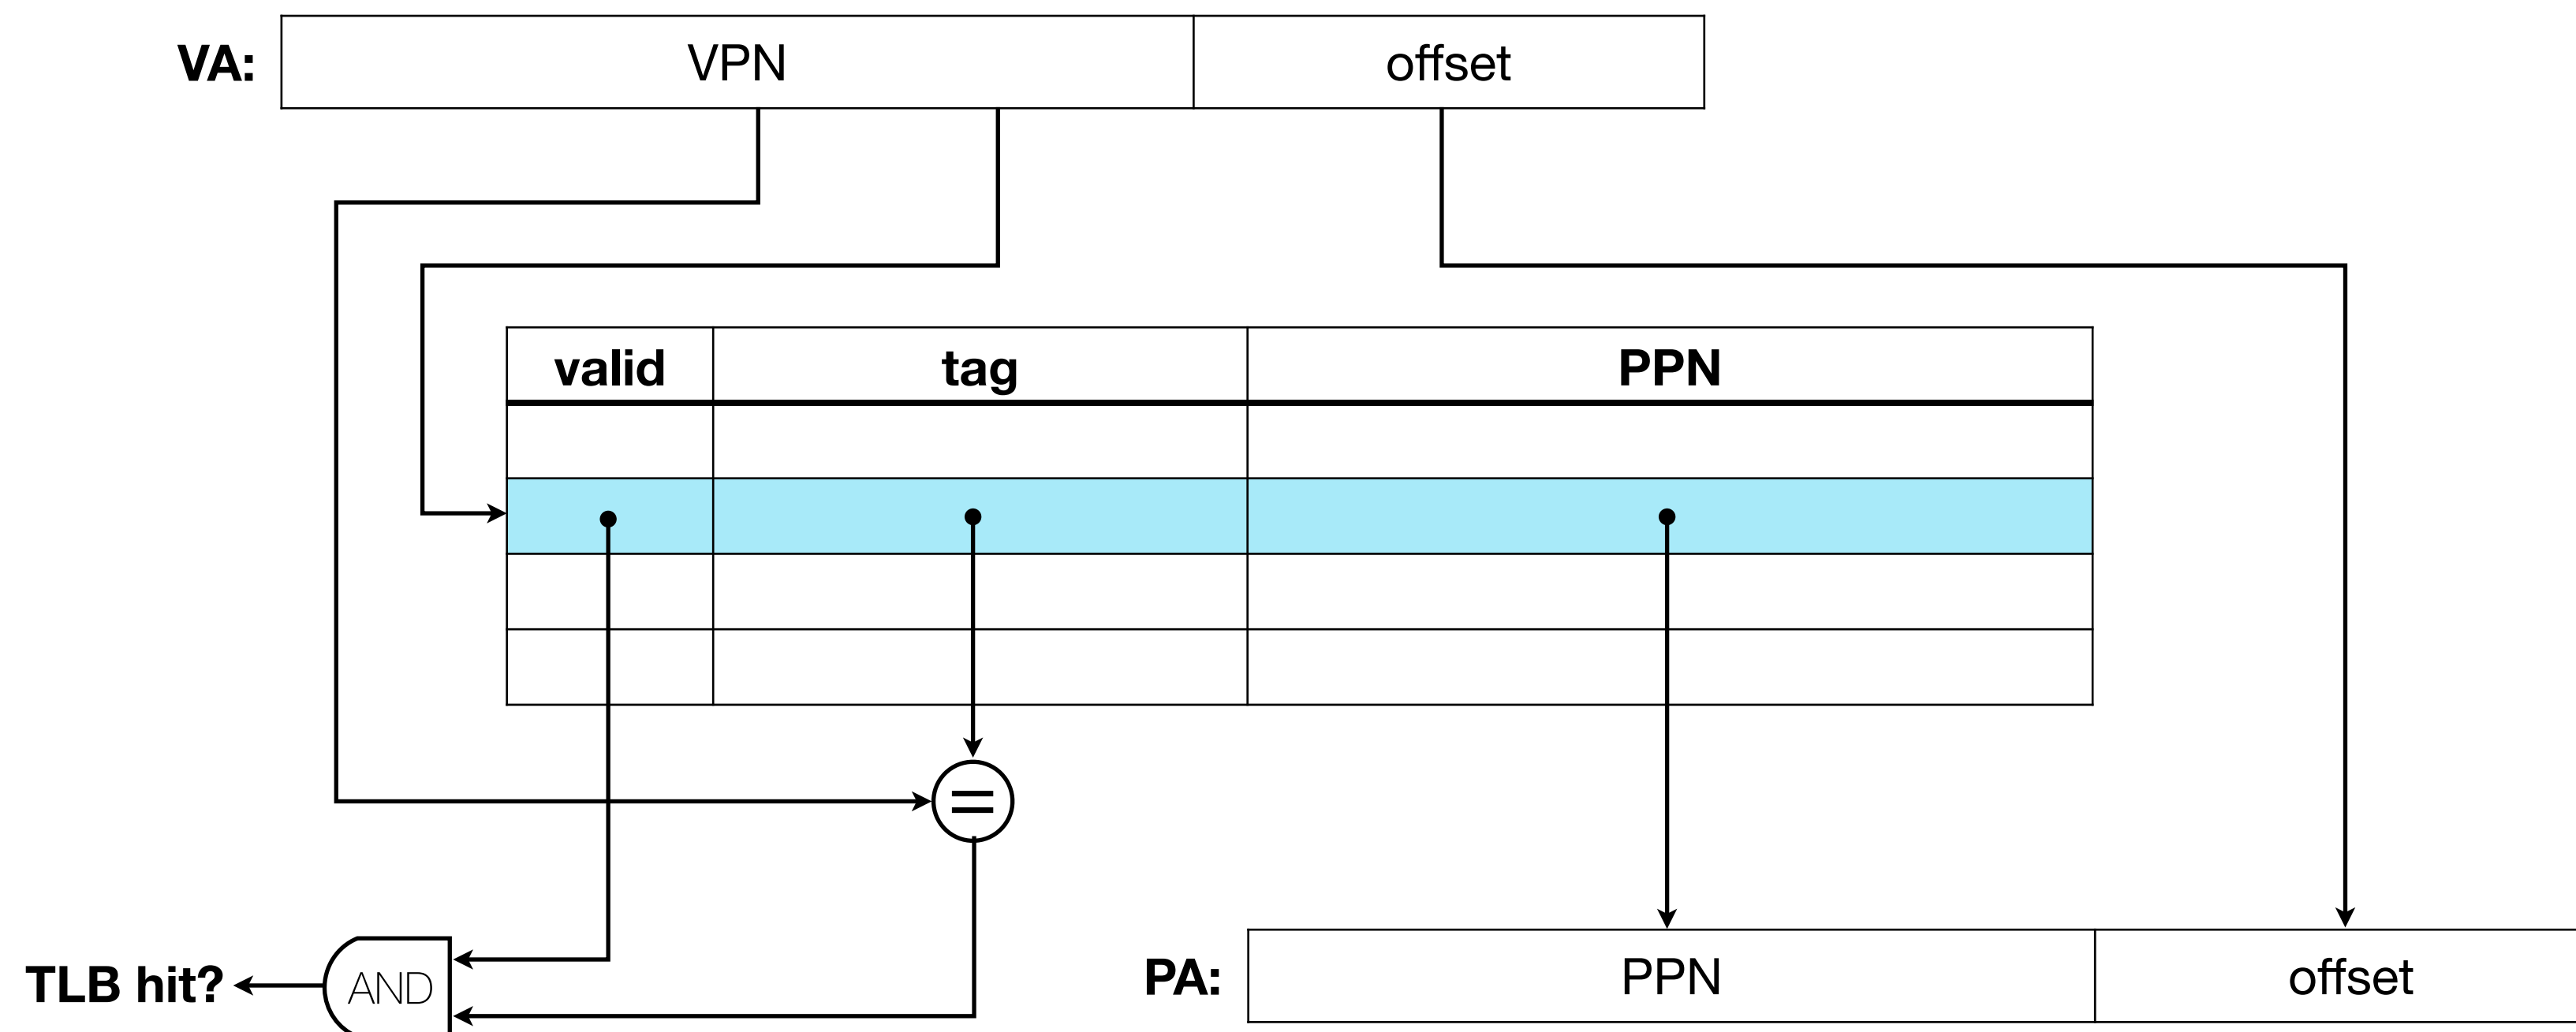 VA: VPN offset
valid tag PPN
=
TLB hit? AND PA: PPN offset